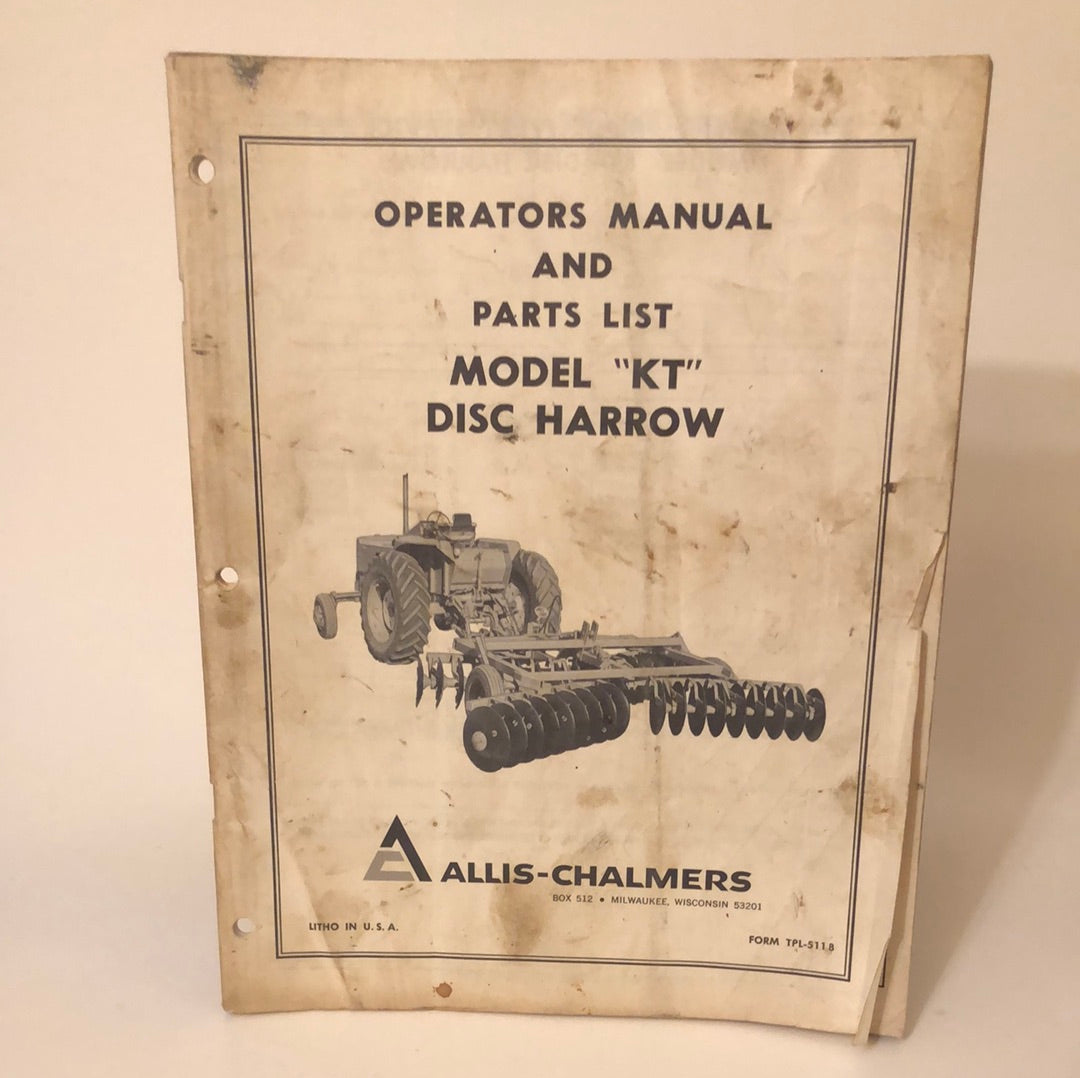 OPERATORS MANUAL
AND
PARTS LIST
MODEL "KT"
DISC HARROW
ALLIS-CHALMERS
BOX 512 • MILWAUKEE, WISCONSIN 53201
LITHO IN U. S. A.
FORM TPL-511B